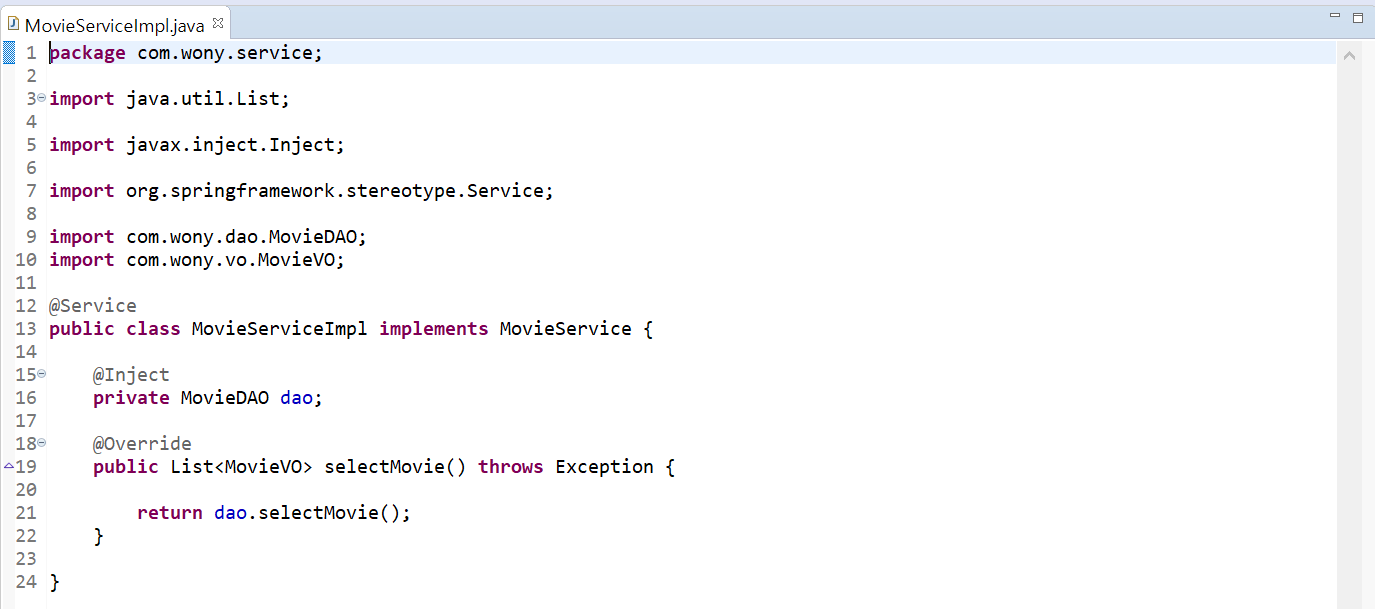 MovieServiceImpl.java
1 package com.wony.service;
2
3 import java.util.List;
4
5 import javax.inject.Inject;
6
7 import org.springframework.stereotype.Service;
8
9 import com.wony.dao.MovieDAO;
10 import com.wony.vo.MovieVO;
11
12 @Service
13 public class MovieServiceImpl implements MovieService {
14
15     @Inject
16     private MovieDAO dao;
17
18     @Override
19     public List<MovieVO> selectMovie() throws Exception {
20
21         return dao.selectMovie();
22     }
23
24 }